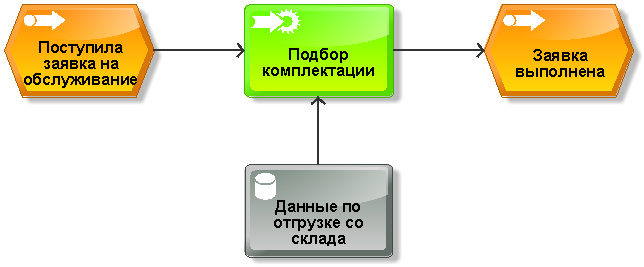 Поступила
заявка на
обслуживание
Подбор
комплектации
Заявка
выполнена
Данные по
отгрузке со
склада